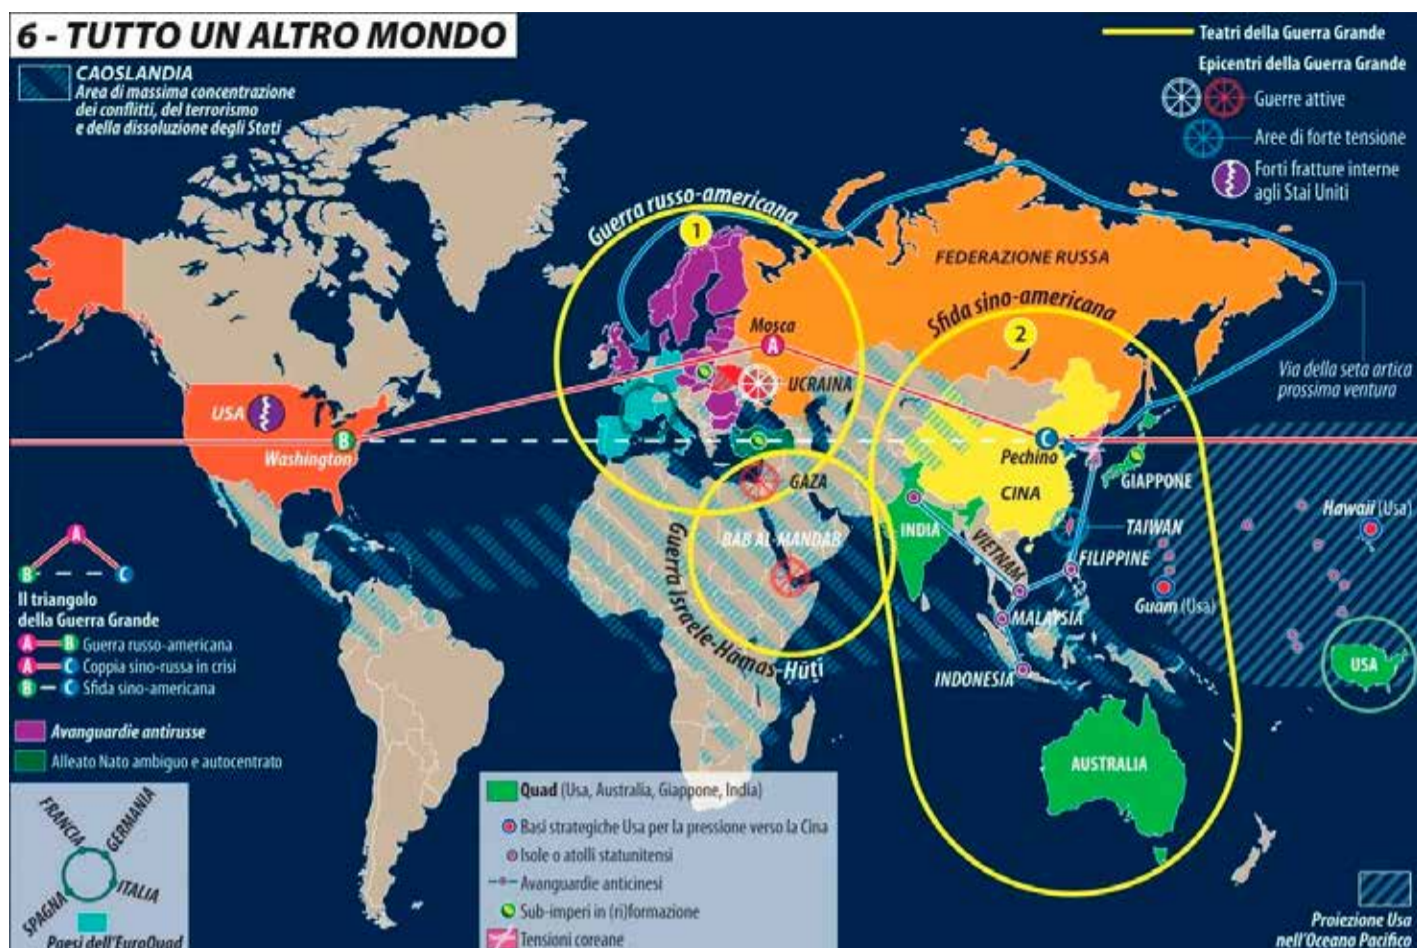 6 - TUTTO UN ALTRO MONDO
CAOSLANDIA
Area di massima concentrazione
dei conflitti, del terrorismo
e della dissoluzione degli Stati
Teatri della Guerra Grande
Epicentri della Guerra Grande
Guerre attive
Aree di forte tensione
Forti fratture interne
agli Stai Uniti
Guerra russo-americana
1
FEDERAZIONE RUSSA
Sfida sino-americana
2
Mosca
A
UCRAINA
Via della seta artica
prossima ventura
USA
B
Washington
C
Pechino
CINA
GIAPPONE
GAZA
BAB AL-MANDAB
Guerra Israele-Hamas-Hūṯī
INDIA
VIETNAM
TAIWAN
FILIPPINE
MALAYSIA
INDONESIA
Hawaii (Usa)
Guam (Usa)
USA
AUSTRALIA
A
B C
Il triangolo
della Guerra Grande
A B Guerra russo-americana
A C Coppia sino-russa in crisi
B C Sfida sino-americana
Avanguardie antirusse
Alleato Nato ambiguo e autocentrato
FRANCIA
GERMANIA
SPAGNA
ITALIA
Paesi dell'EuroQuad
Quad (Usa, Australia, Giappone, India)
Basi strategiche Usa per la pressione verso la Cina
Isole o atolli statunitensi
Avanguardie anticinesi
Sub-imperi in (ri)formazione
Tensioni coreane
Proiezione Usa
nell'Oceano Pacifico